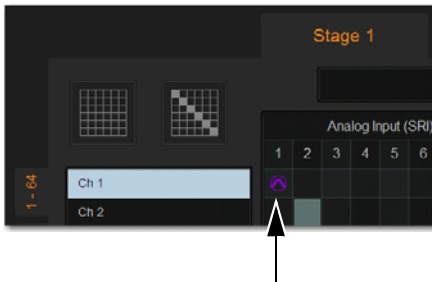 Stage 1
Analog Input (SRI)
1 2 3 4 5 6
1 - 64
Ch 1
Ch 2